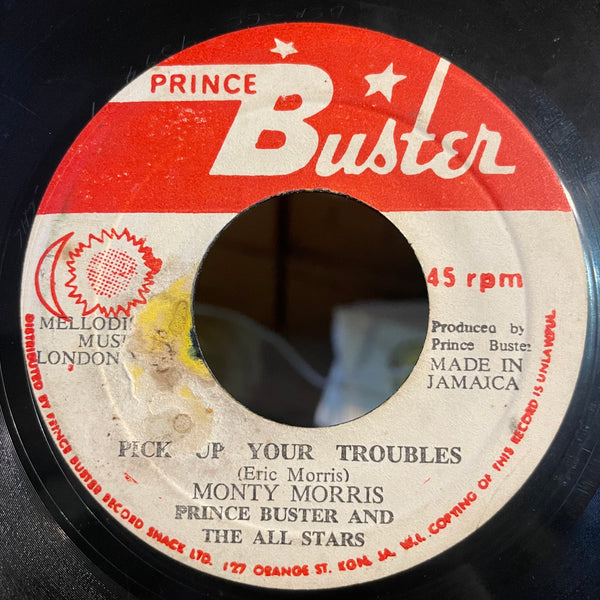 PRINCE
Buster
45 rpm
MELLODI
MUSI
LONDON
Produced by
Prince Buster
MADE IN
JAMAICA
PICK UP YOUR TROUBLES
(Eric Morris)
MONTY MORRIS
PRINCE BUSTER AND
THE ALL STARS
DISTRIBUTED BY PRINCE BUSTER RECORD SHACK LTD. 127 ORANGE ST. KGN. JA. W.I. COPYING OF THIS RECORD IS UNLAWFUL.